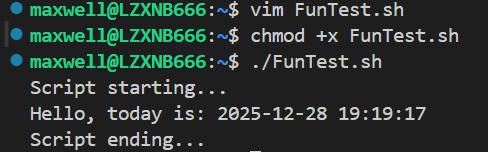 maxwell@LZXNB666:~$ vim FunTest.sh
maxwell@LZXNB666:~$ chmod +x FunTest.sh
maxwell@LZXNB666:~$ ./FunTest.sh
Script starting...
Hello, today is: 2025-12-28 19:19:17
Script ending...